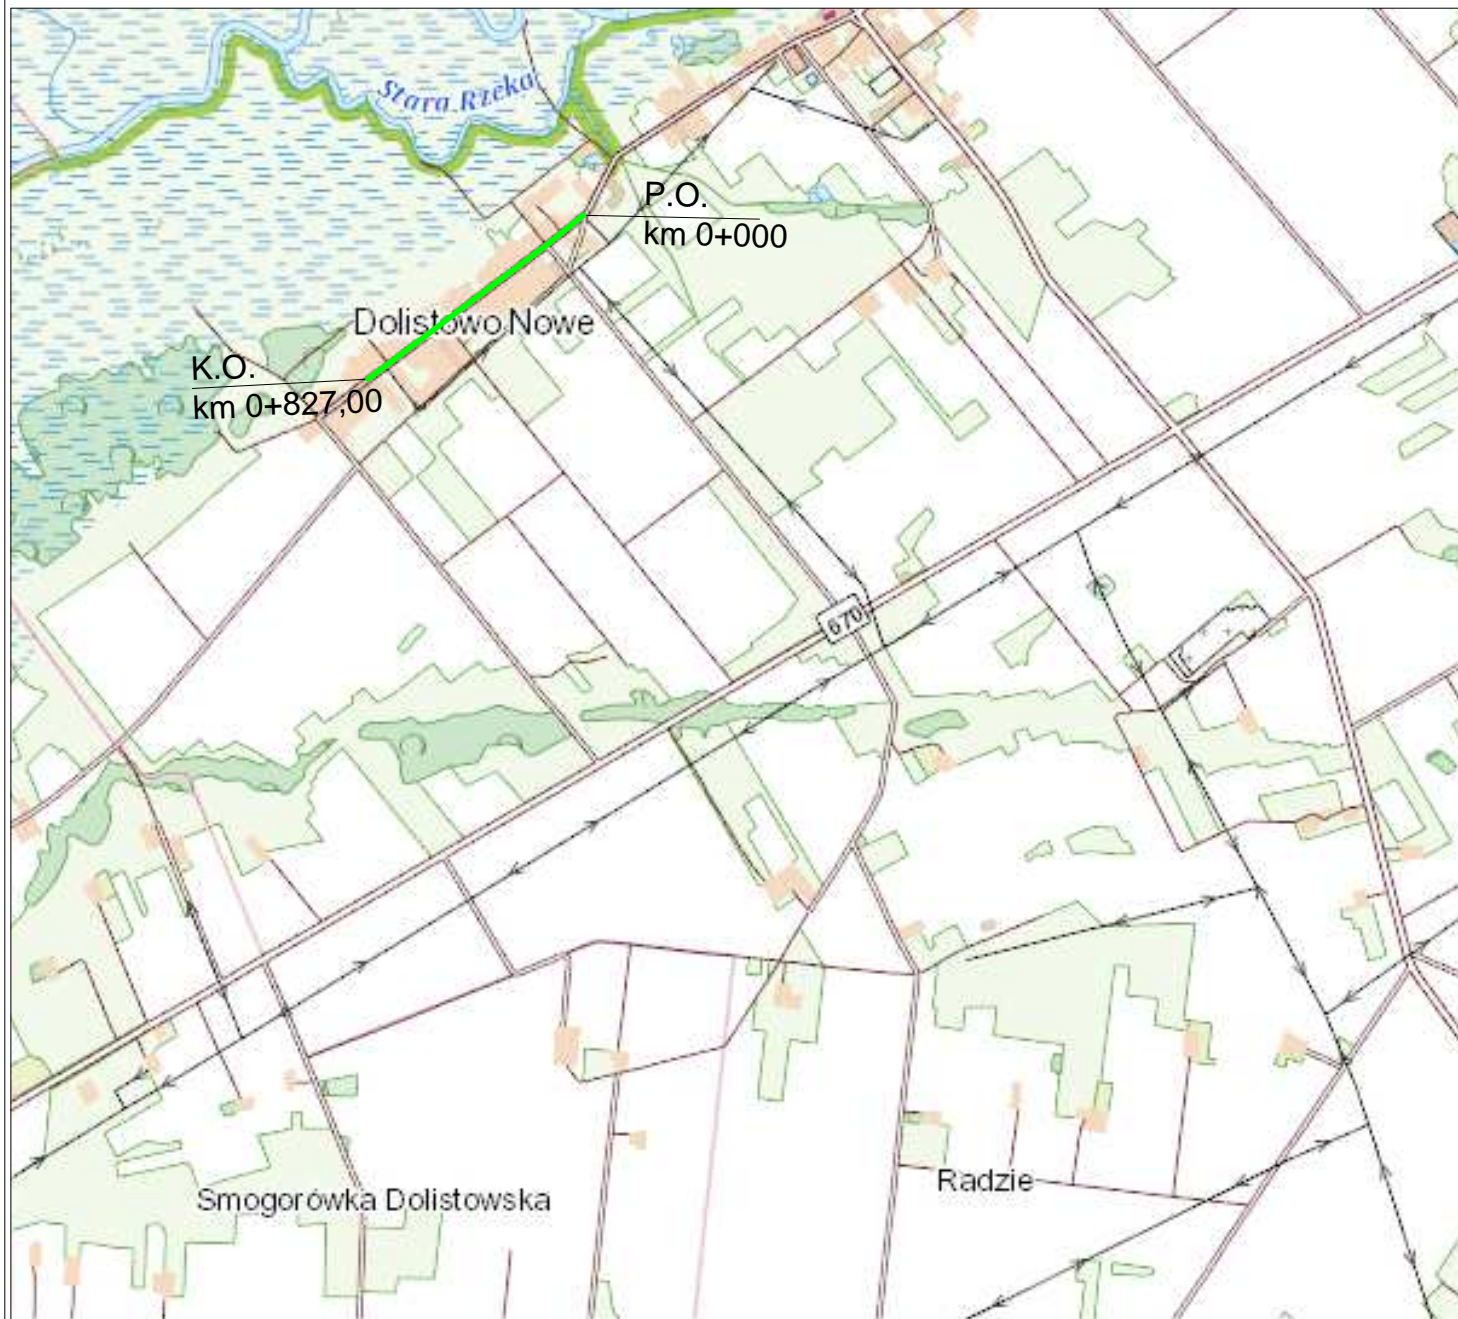 Stara Rzeka
P.O.
km 0+000
Dolistowo Nowe
K.O.
km 0+827,00
670
Smogorówka Dolistowska
Radzie